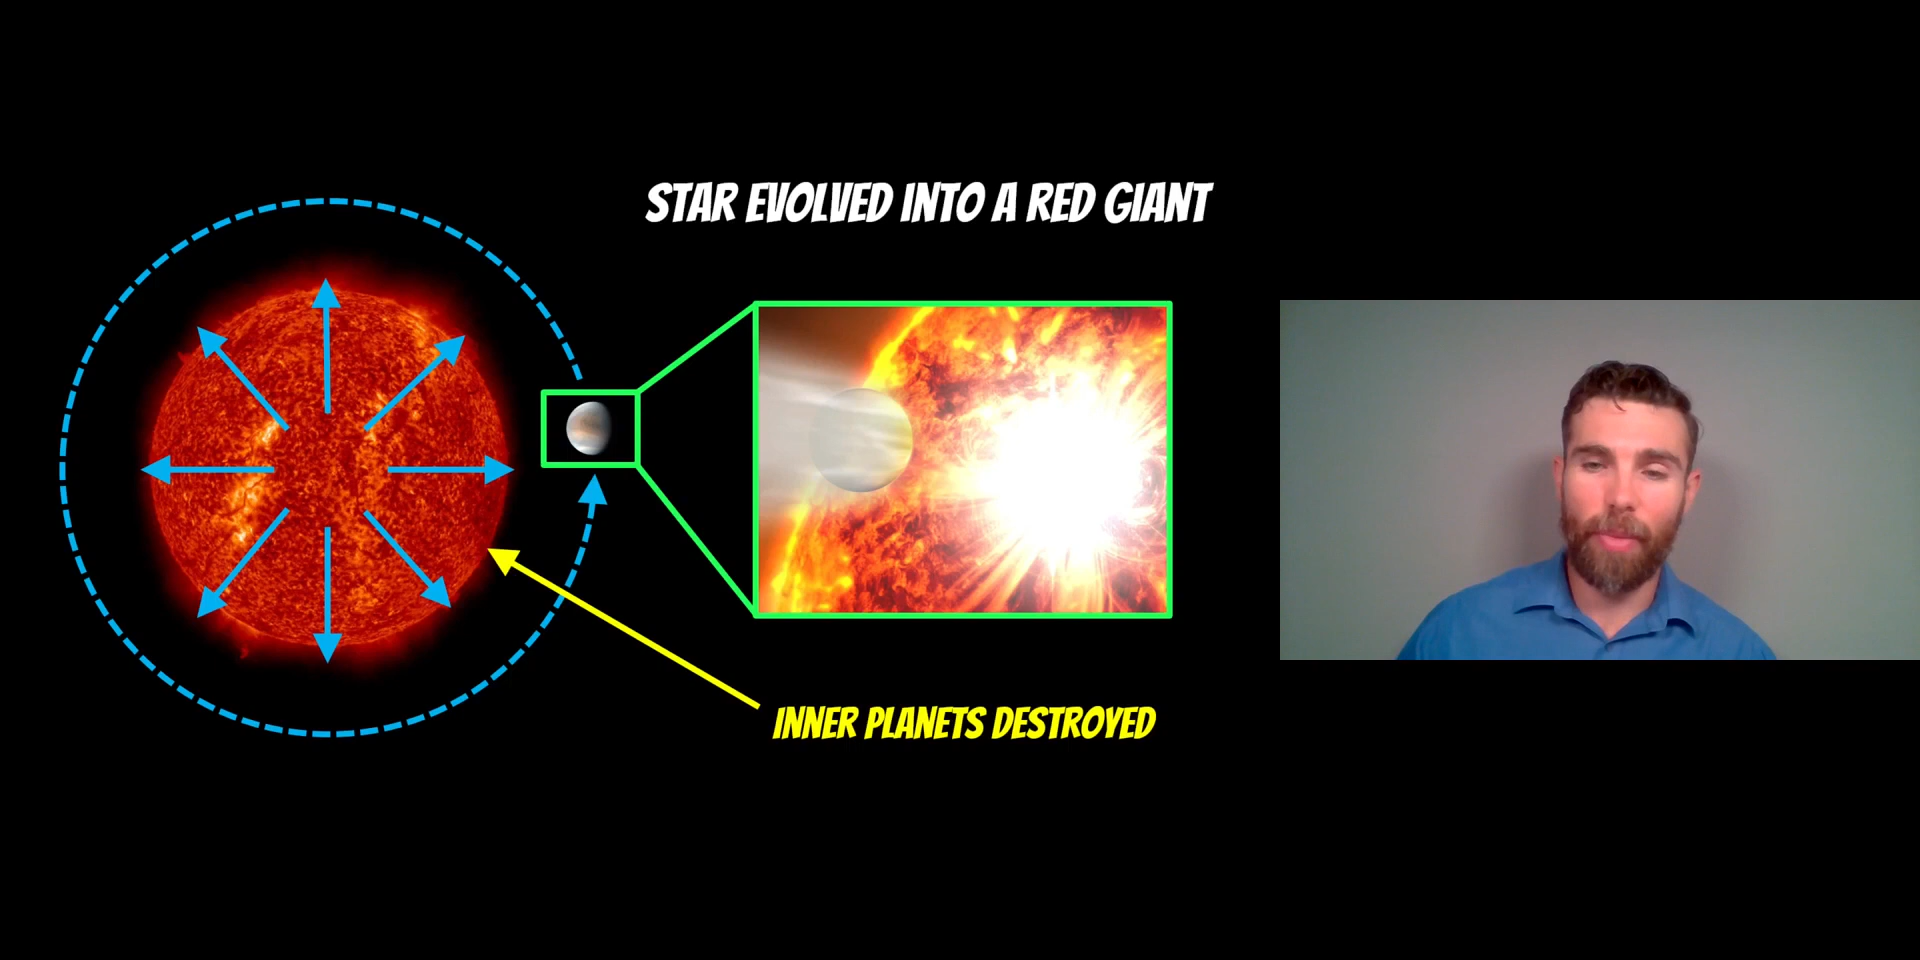 STAR EVOLVED INTO A RED GIANT
INNER PLANETS DESTROYED